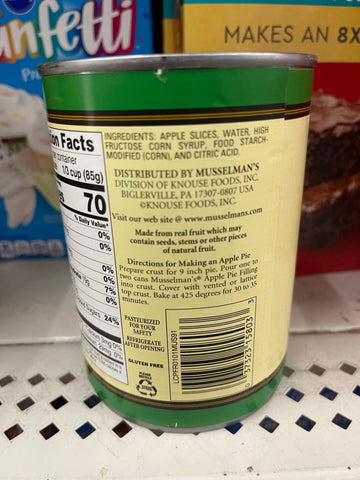 nfetti
MAKES AN 8X
on Facts
container
1/3 cup (85g)
70
% Daily Value*
0%
0%
0%
0%
7%
0%
24%
0%
INGREDIENTS: APPLE SLICES, WATER, HIGH
FRUCTOSE CORN SYRUP, FOOD STARCH-
MODIFIED (CORN), AND CITRIC ACID.
DISTRIBUTED BY MUSSELMAN'S
DIVISION OF KNOUSE FOODS, INC.
BIGLERVILLE, PA 17307-0807 USA
©KNOUSE FOODS, INC.
Visit our web site @ www.musselmans.com
Made from real fruit which may
contain seeds, stems or other pieces
of natural fruit.
Directions for Making an Apple Pie
Prepare crust for 9 inch pie. Pour one to
two cans Musselman's® Apple Pie Filling
into crust. Cover with vented or lattice
top crust. Bake at 425 degrees for 30 to 35
minutes.
PASTEURIZED
FOR YOUR
SAFETY
REFRIGERATE
AFTER OPENING
GLUTEN FREE
LCPFR0101MUS91
PLEASE
RECYCLE